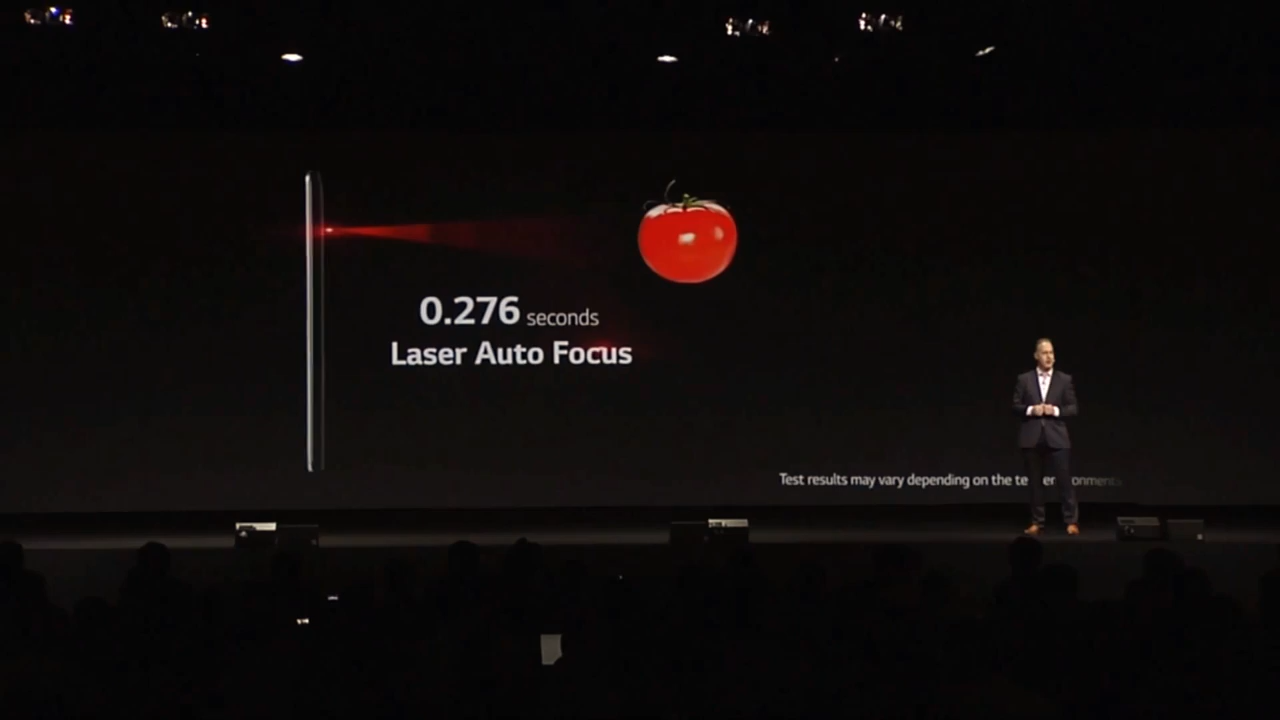 0.276 seconds
Laser Auto Focus
Test results may vary depending on the